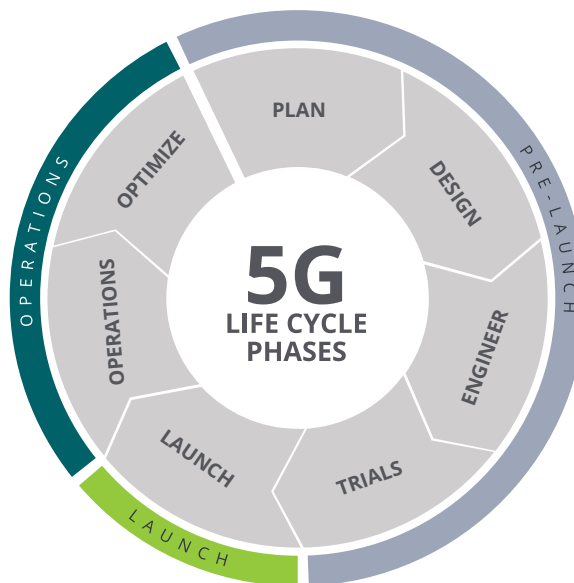 5G
LIFE CYCLE
PHASES
PRE-LAUNCH
PLAN
DESIGN
ENGINEER
TRIALS
LAUNCH
LAUNCH
OPERATIONS
OPERATIONS
OPTIMIZE